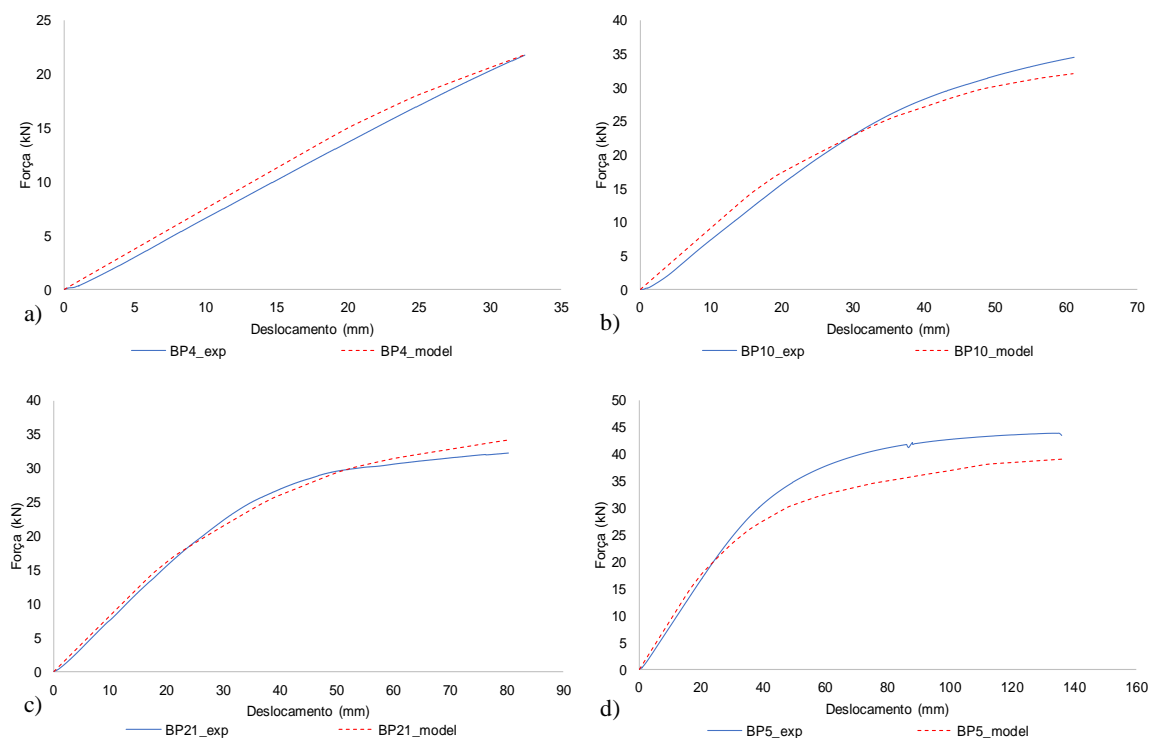 25
20
15
10
5
0
Força (kN)
0 5 10 15 20 25 30 35
Deslocamento (mm)
a)
BP4_exp BP4_model
40
35
30
25
20
15
10
5
0
Força (kN)
0 10 20 30 40 50 60 70
Deslocamento (mm)
b)
BP10_exp BP10_model
40
35
30
25
20
15
10
5
0
Força (kN)
0 10 20 30 40 50 60 70 80 90
Deslocamento (mm)
c)
BP21_exp BP21_model
50
45
40
35
30
25
20
15
10
5
0
Força (kN)
0 20 40 60 80 100 120 140 160
Deslocamento (mm)
d)
BP5_exp BP5_model